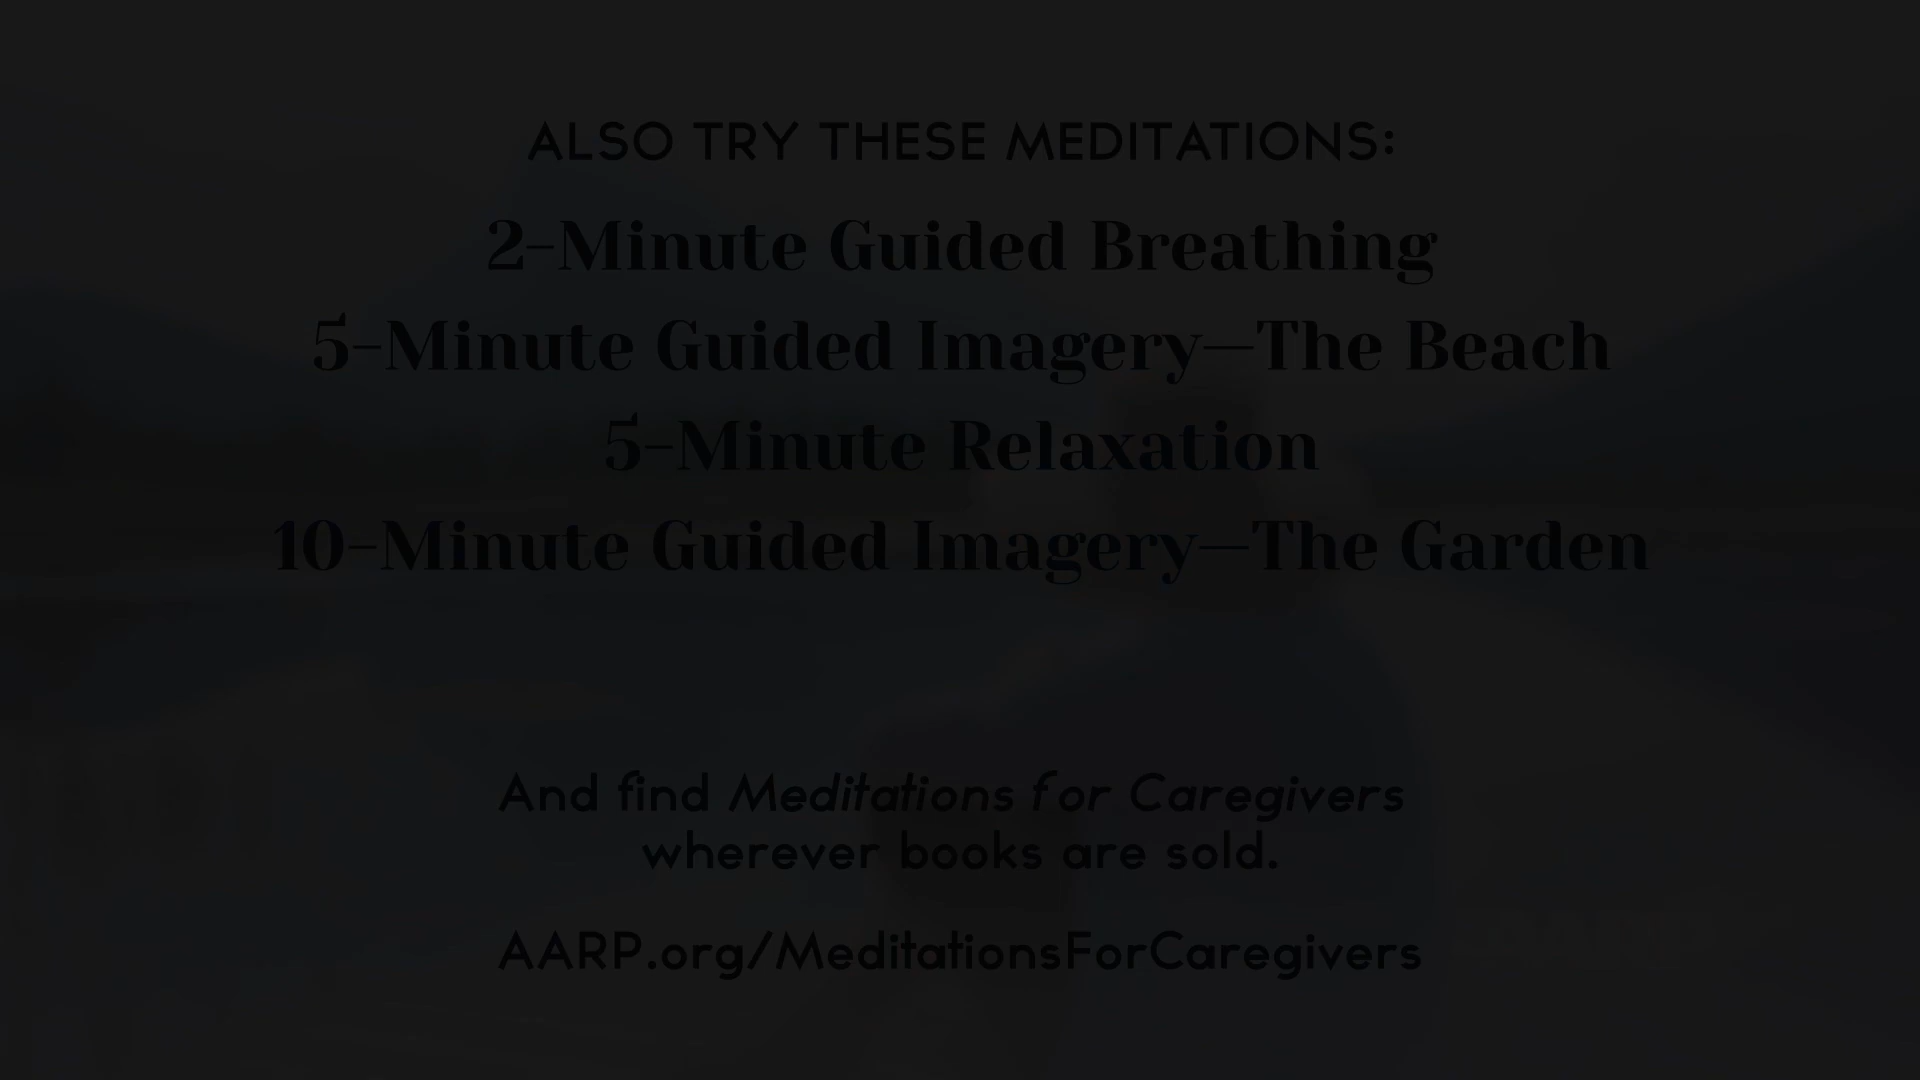 ALSO TRY THESE MEDITATIONS:
2-Minute Guided Breathing
5-Minute Guided Imagery—The Beach
5-Minute Relaxation
10-Minute Guided Imagery—The Garden
And find Meditations for Caregivers
wherever books are sold.
AARP.org/MeditationsForCaregivers